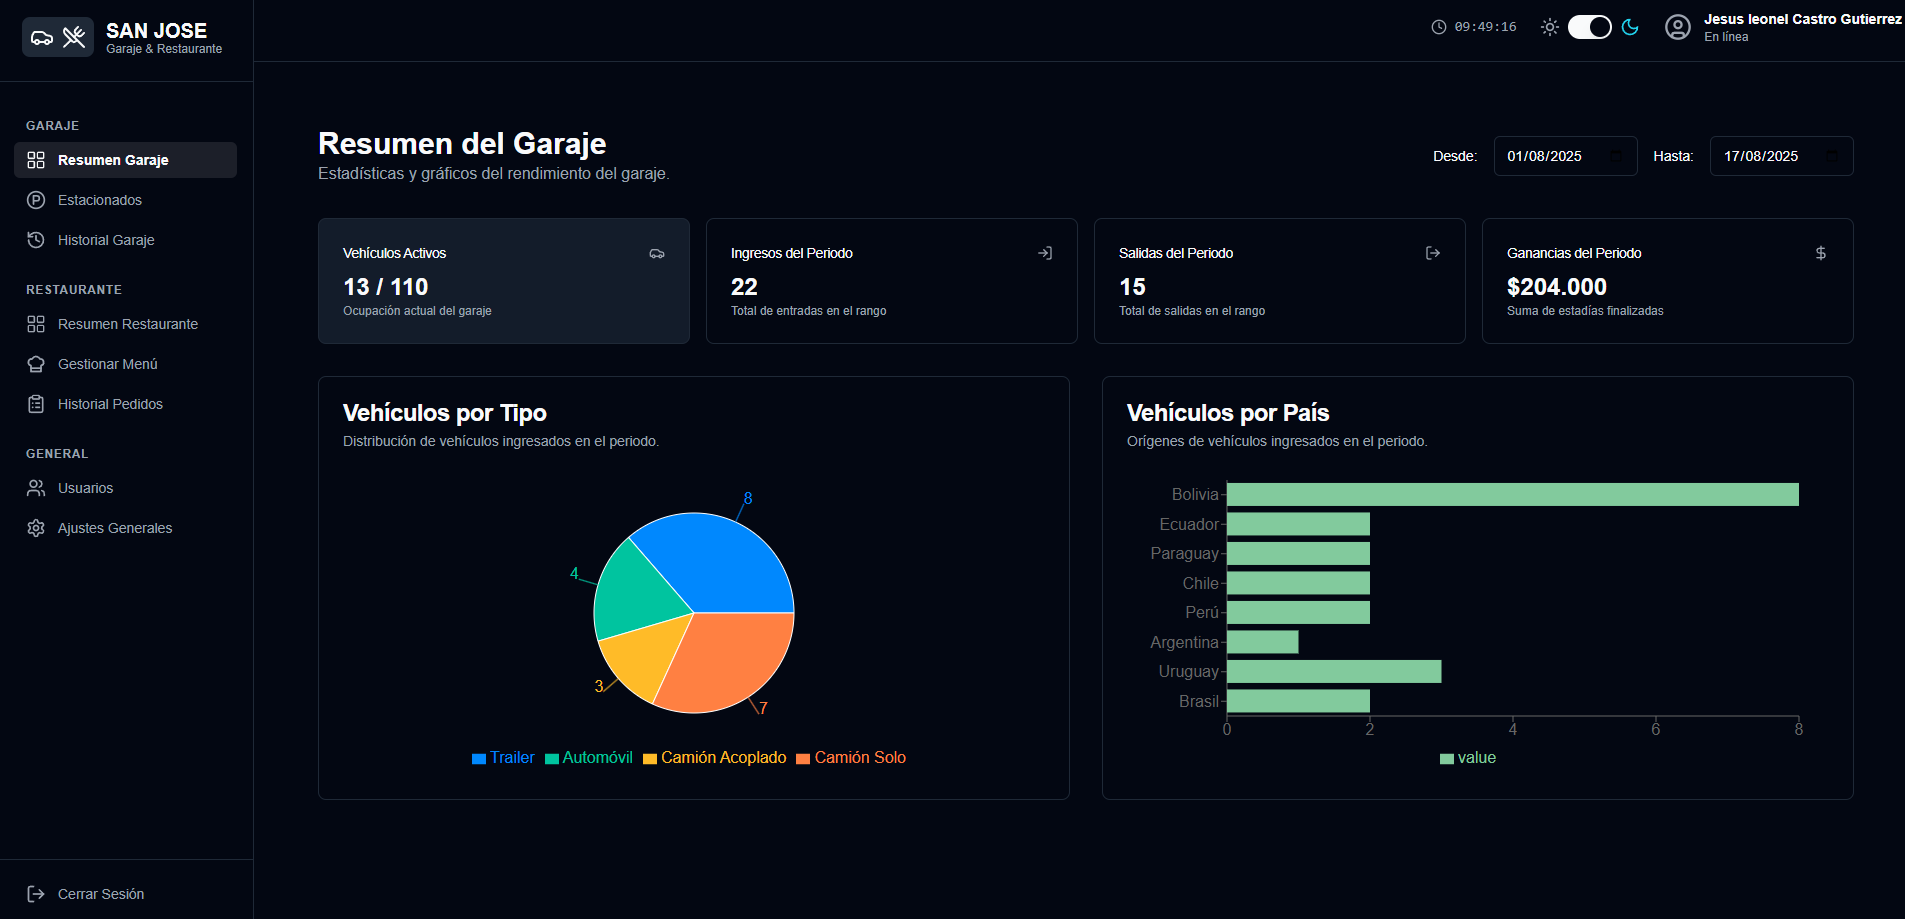 SAN JOSE
Garaje & Restaurante
09:49:16
Jesus leonel Castro Gutierrez
En línea
GARAJE
Resumen Garaje
Estacionados
Historial Garaje
RESTAURANTE
Resumen Restaurante
Gestionar Menú
Historial Pedidos
GENERAL
Usuarios
Ajustes Generales
Cerrar Sesión
Resumen del Garaje
Estadísticas y gráficos del rendimiento del garaje.
Desde: 01/08/2025 Hasta: 17/08/2025
Vehículos Activos
13 / 110
Ocupación actual del garaje
Ingresos del Periodo
22
Total de entradas en el rango
Salidas del Periodo
15
Total de salidas en el rango
Ganancias del Periodo
$
$204.000
Suma de estadías finalizadas
Vehículos por Tipo
Distribución de vehículos ingresados en el periodo.
8
4
3
7
Trailer Automóvil Camión Acoplado Camión Solo
Vehículos por País
Orígenes de vehículos ingresados en el periodo.
Bolivia
Ecuador
Paraguay
Chile
Perú
Argentina
Uruguay
Brasil
0 2 4 6 8
value